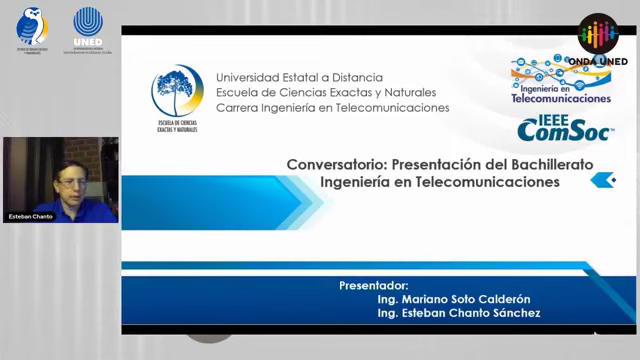 UNED
ONDA UNED
Universidad Estatal a Distancia
Escuela de Ciencias Exactas y Naturales
Carrera Ingeniería en Telecomunicaciones
ESCUELA DE CIENCIAS
EXACTAS Y NATURALES
Ingeniería en
Telecomunicaciones
IEEE
ComSoc™
Conversatorio: Presentación del Bachillerato
Ingeniería en Telecomunicaciones
Esteban Chanto
Presentador:
Ing. Mariano Soto Calderón
Ing. Esteban Chanto Sánchez